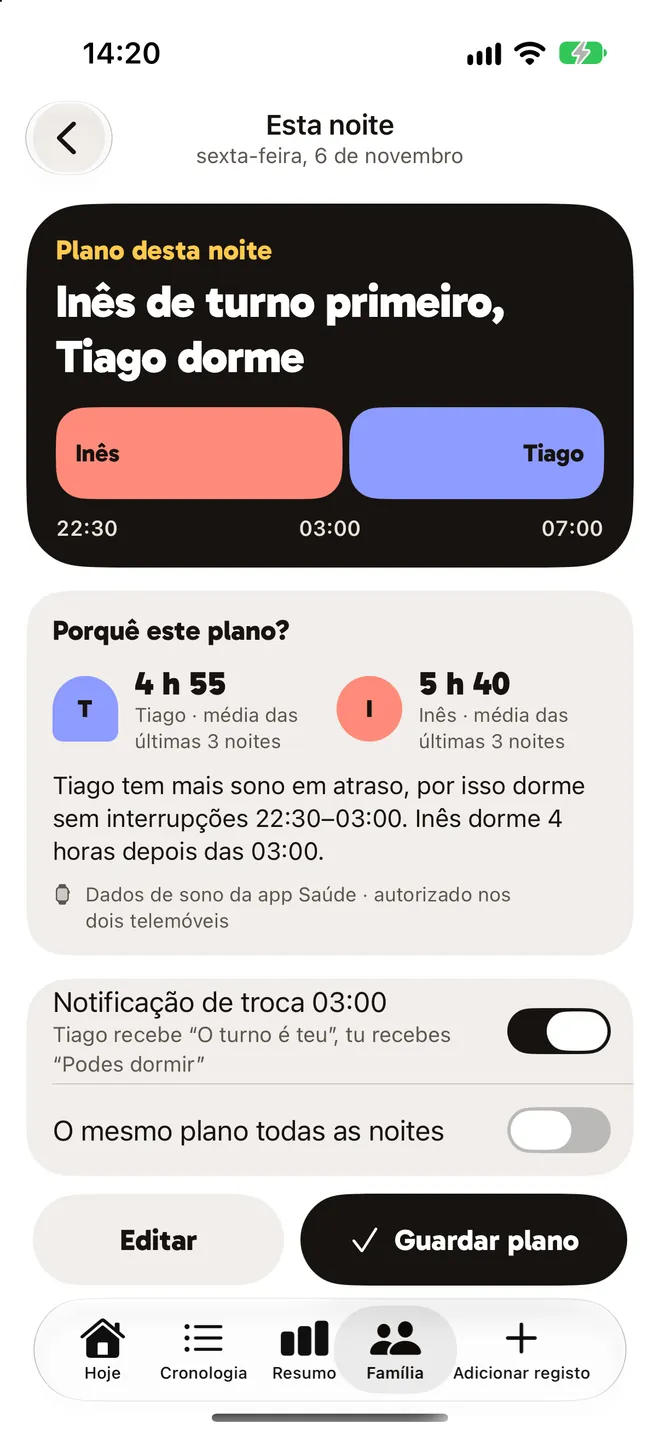 14:20
Esta noite
sexta-feira, 6 de novembro
Plano desta noite
Inês de turno primeiro,
Tiago dorme
Inês
Tiago
22:30
03:00
07:00
Porquê este plano?
T
4 h 55
Tiago · média das
últimas 3 noites
I
5 h 40
Inês · média das
últimas 3 noites
Tiago tem mais sono em atraso, por isso dorme
sem interrupções 22:30–03:00. Inês dorme 4
horas depois das 03:00.
Dados de sono da app Saúde · autorizado nos
dois telemóveis
Notificação de troca 03:00
Tiago recebe “O turno é teu”, tu recebes
“Podes dormir”
O mesmo plano todas as noites
Editar
Guardar plano
Hoje
Cronologia
Resumo
Família
Adicionar registo